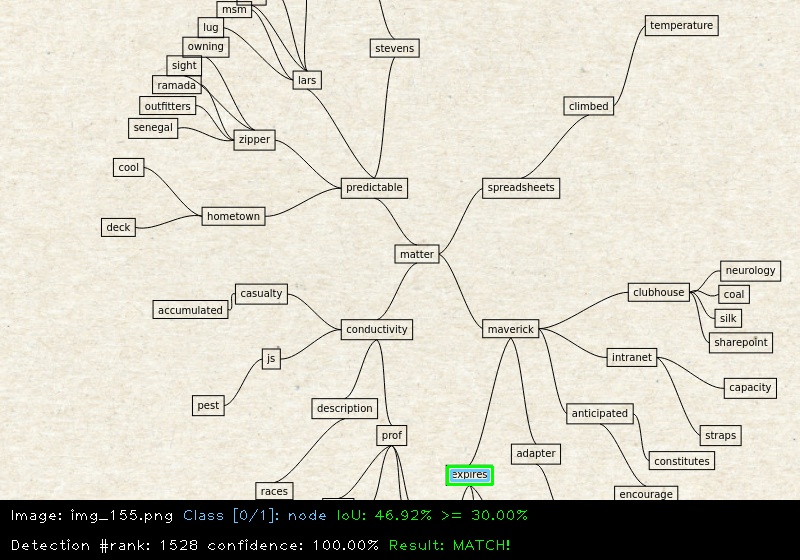 msm
lug
owning
sight
ramada
outfitters
senegal
zipper
lars
stevens
temperature
climbed
cool
deck
hometown
predictable
spreadsheets
matter
casualty
accumulated
conductivity
js
pest
description
prof
races
maverick
clubhouse
neurology
coal
silk
sharepoint
intranet
capacity
straps
anticipated
constitutes
encourage
adapter
expires
Image: img_155.png Class [0/1]: node IoU: 46.92% >= 30.00%
Detection #rank: 1528 confidence: 100.00% Result: MATCH!